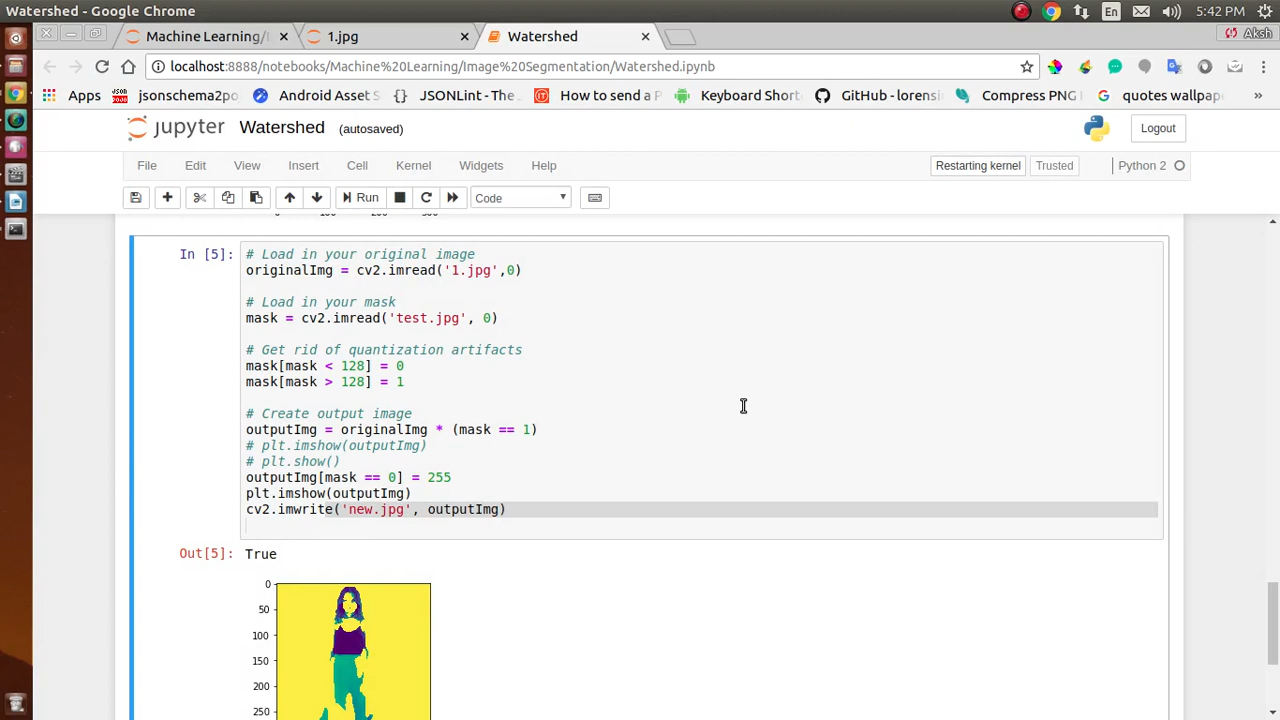 Watershed - Google Chrome
En
5:42 PM
Machine Learning/I
1.jpg
Watershed
Aksh
localhost:8888/notebooks/Machine%20Learning/Image%20Segmentation/Watershed.ipynb
Apps
jsonschema2po
Android Asset S
{} JSONLint - The
How to send a P
Keyboard Short
GitHub - lorensi
Compress PNG
quotes wallpap
»
jupyter
Watershed
(autosaved)
Logout
File
Edit
View
Insert
Cell
Kernel
Widgets
Help
Restarting kernel
Trusted
Python 2
Run
Code
0 100 200 300
In [5]:
# Load in your original image
originalImg = cv2.imread('1.jpg',0)
# Load in your mask
mask = cv2.imread('test.jpg', 0)
# Get rid of quantization artifacts
mask[mask < 128] = 0
mask[mask > 128] = 1
# Create output image
outputImg = originalImg * (mask == 1)
# plt.imshow(outputImg)
# plt.show()
outputImg[mask == 0] = 255
plt.imshow(outputImg)
cv2.imwrite('new.jpg', outputImg)
Out[5]: True
0
50
100
150
200
250